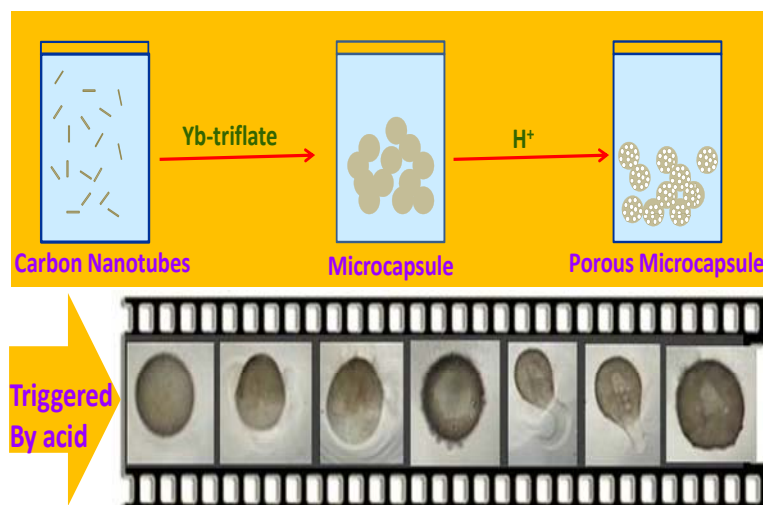 Yb-triflate
H⁺
Carbon Nanotubes
Microcapsule
Porous Microcapsule
Triggered
By acid